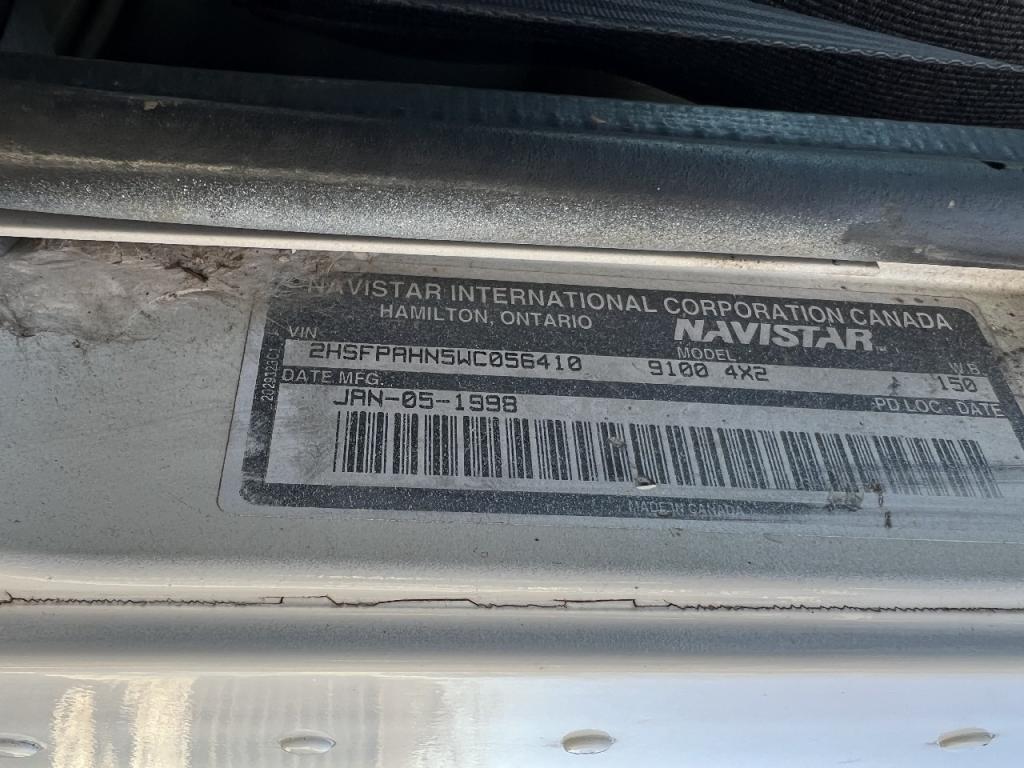 NAVISTAR INTERNATIONAL CORPORATION CANADA
HAMILTON, ONTARIO
NAVISTAR
VIN MODEL W.B.
2HSFPAHN5WC056410 9100 4X2 150
DATE MFG. PD LOC - DATE
JAN-05-1998
MADE IN CANADA
2029123C1